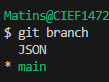 Matins@CIEF1472
$ git branch
  JSON
* main